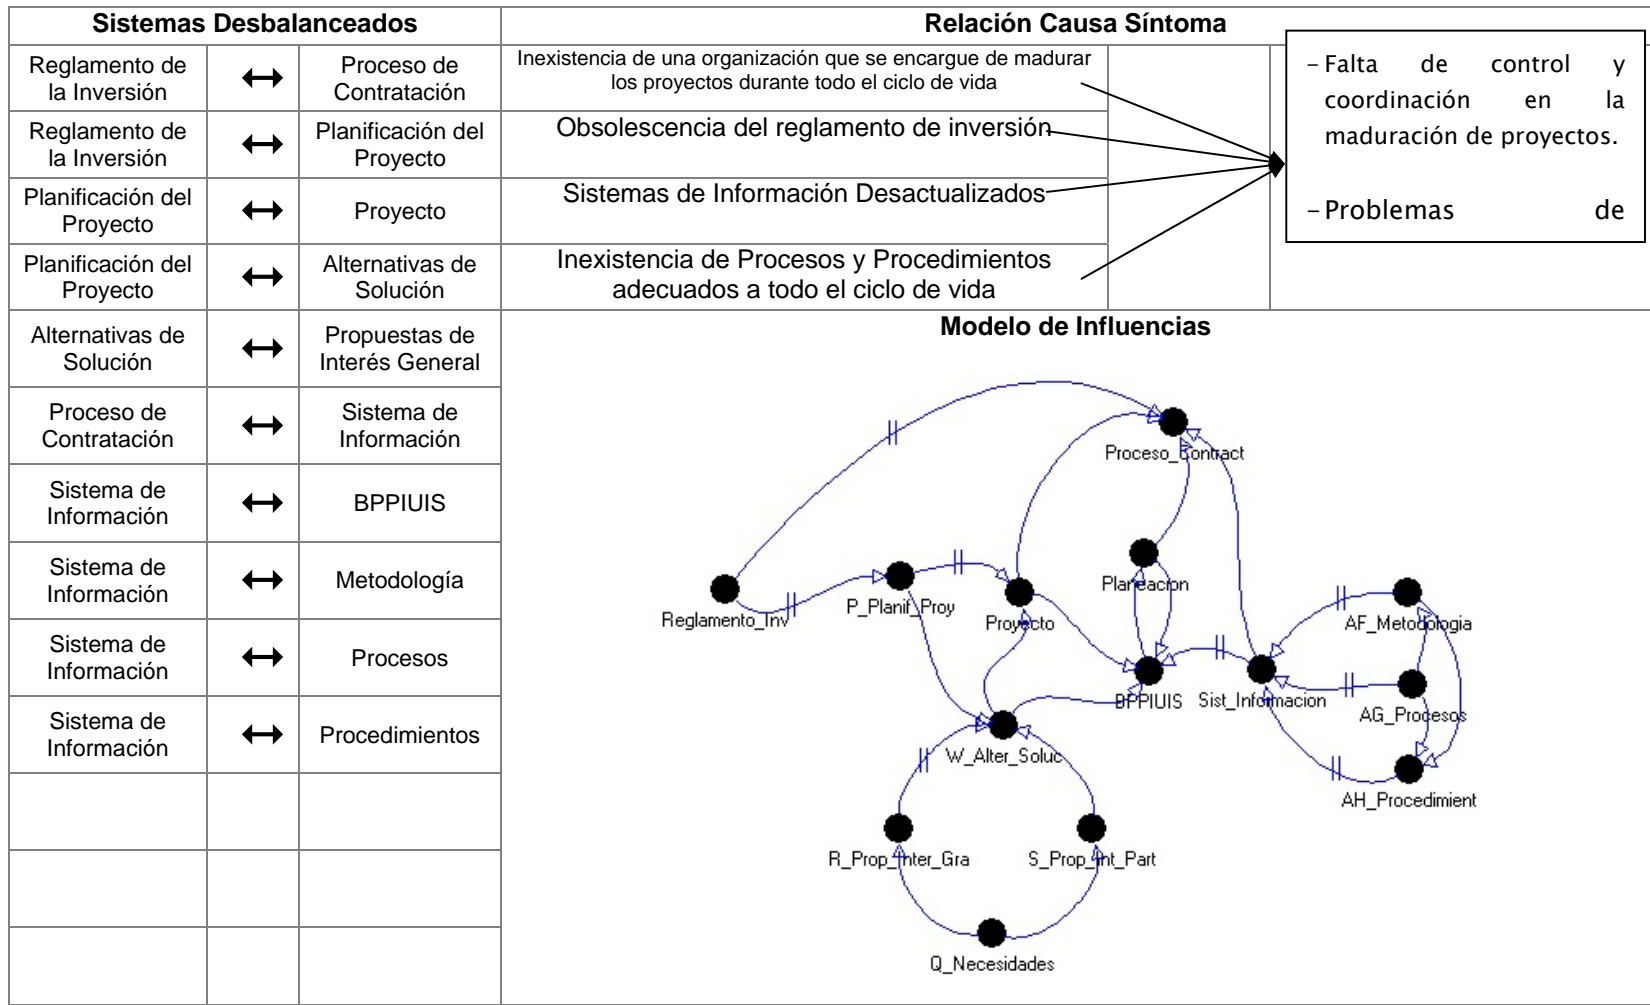 Sistemas Desbalanceados
Relación Causa Síntoma
Reglamento de
la Inversión
Proceso de
Contratación
Inexistencia de una organización que se encargue de madurar
los proyectos durante todo el ciclo de vida
– Falta de control y
coordinación en la
maduración de proyectos.
– Problemas de
Reglamento de
la Inversión
Planificación del
Proyecto
Obsolescencia del reglamento de inversión
Planificación del
Proyecto
Proyecto
Sistemas de Información Desactualizados
Planificación del
Proyecto
Alternativas de
Solución
Inexistencia de Procesos y Procedimientos
adecuados a todo el ciclo de vida
Alternativas de
Solución
Propuestas de
Interés General
Proceso de
Contratación
Sistema de
Información
Sistema de
Información
BPPIUIS
Sistema de
Información
Metodología
Sistema de
Información
Procesos
Sistema de
Información
Procedimientos
Modelo de Influencias
Proceso_Contract
Planeacion
Reglamento_Inv
P_Planif_Proy
Proyecto
AF_Metodologia
BPPIUIS
Sist_Informacion
AG_Procesos
W_Alter_Soluc
AH_Procedimient
R_Prop_Inter_Gra
S_Prop_Int_Part
Q_Necesidades